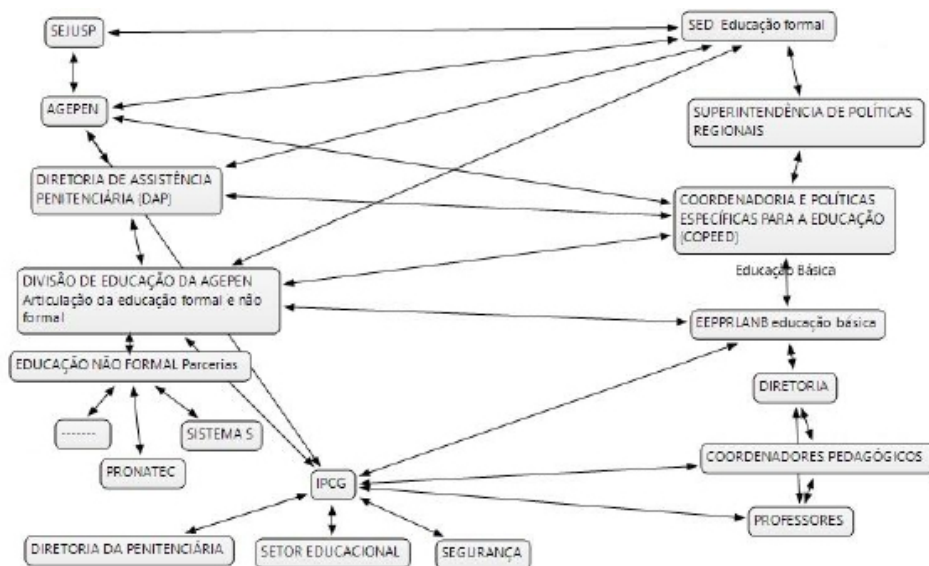 SEJUSP
SED Educação formal
AGEPEN
SUPERINTENDÊNCIA DE POLÍTICAS
REGIONAIS
DIRETORIA DE ASSISTÊNCIA
PENITENCIÁRIA (DAP)
COORDENADORIA E POLÍTICAS
ESPECÍFICAS PARA A EDUCAÇÃO
(COPEED)
Educação Básica
DIVISÃO DE EDUCAÇÃO DA AGEPEN
Articulação da educação formal e não
formal
EEPPRLANB educação básica
EDUCAÇÃO NÃO FORMAL Parcerias
DIRETORIA
-------
SISTEMA S
PRONATEC
COORDENADORES PEDAGÓGICOS
IPCG
PROFESSORES
DIRETORIA DA PENITENCIÁRIA
SETOR EDUCACIONAL
SEGURANÇA